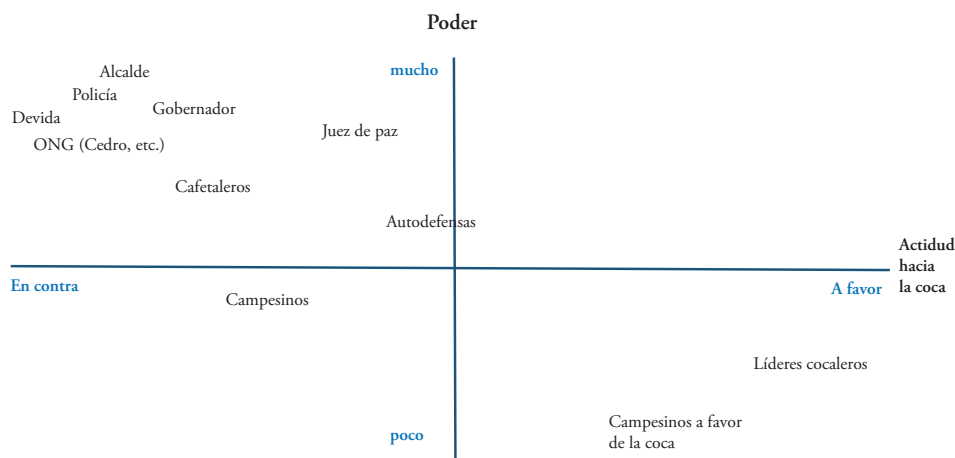 Poder
mucho
Alcalde
Policía
Gobernador
Devida
Juez de paz
ONG (Cedro, etc.)
Cafetaleros
Autodefensas
Actidud
hacia
la coca
En contra
A favor
Campesinos
Líderes cocaleros
Campesinos a favor
de la coca
poco